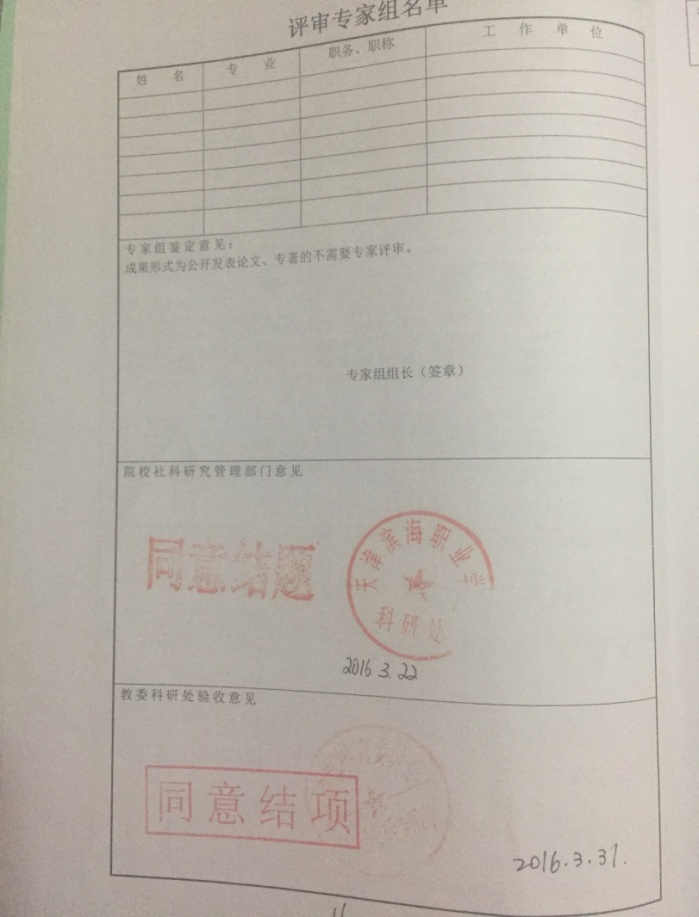 评审专家组名单
姓 名 专 业 职务、职称 工 作 单 位
专家组鉴定意见：
成果形式为公开发表论文、专著的不需要专家评审。
专家组组长（签章）
院校社科研究管理部门意见
同意结题
天津滨海职业
科研处
2016 3.22
教委科研处验收意见
同意结项
2016.3.31.